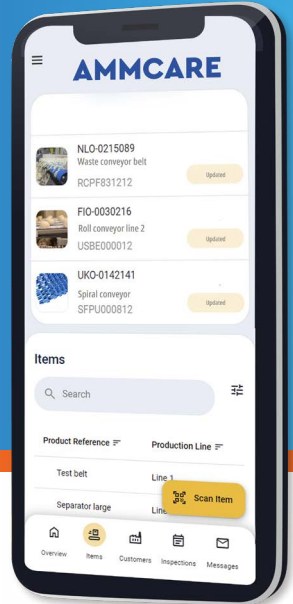 AMMCARE
NLO-0215089
Waste conveyor belt
RCPF831212
Updated
FIO-0030216
Roll conveyor line 2
USBE000012
Updated
UKO-0142141
Spiral conveyor
SFPU000812
Updated
Items
Search
Product Reference Production Line
Test belt Line 1
Separator large
Scan Item
Overview Items Customers Inspections Messages